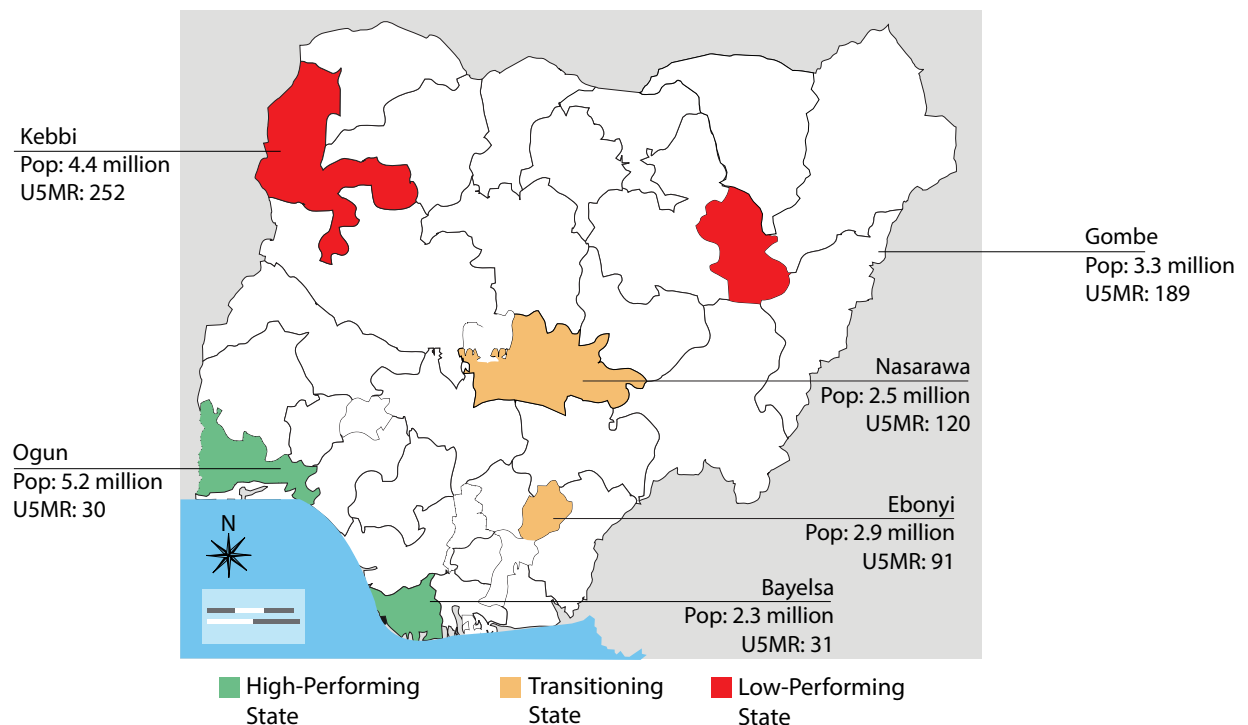 Kebbi
Pop: 4.4 million
U5MR: 252
Gombe
Pop: 3.3 million
U5MR: 189
Nasarawa
Pop: 2.5 million
U5MR: 120
Ogun
Pop: 5.2 million
U5MR: 30
N
Ebonyi
Pop: 2.9 million
U5MR: 91
Bayelsa
Pop: 2.3 million
U5MR: 31
High-Performing
State
Transitioning
State
Low-Performing
State